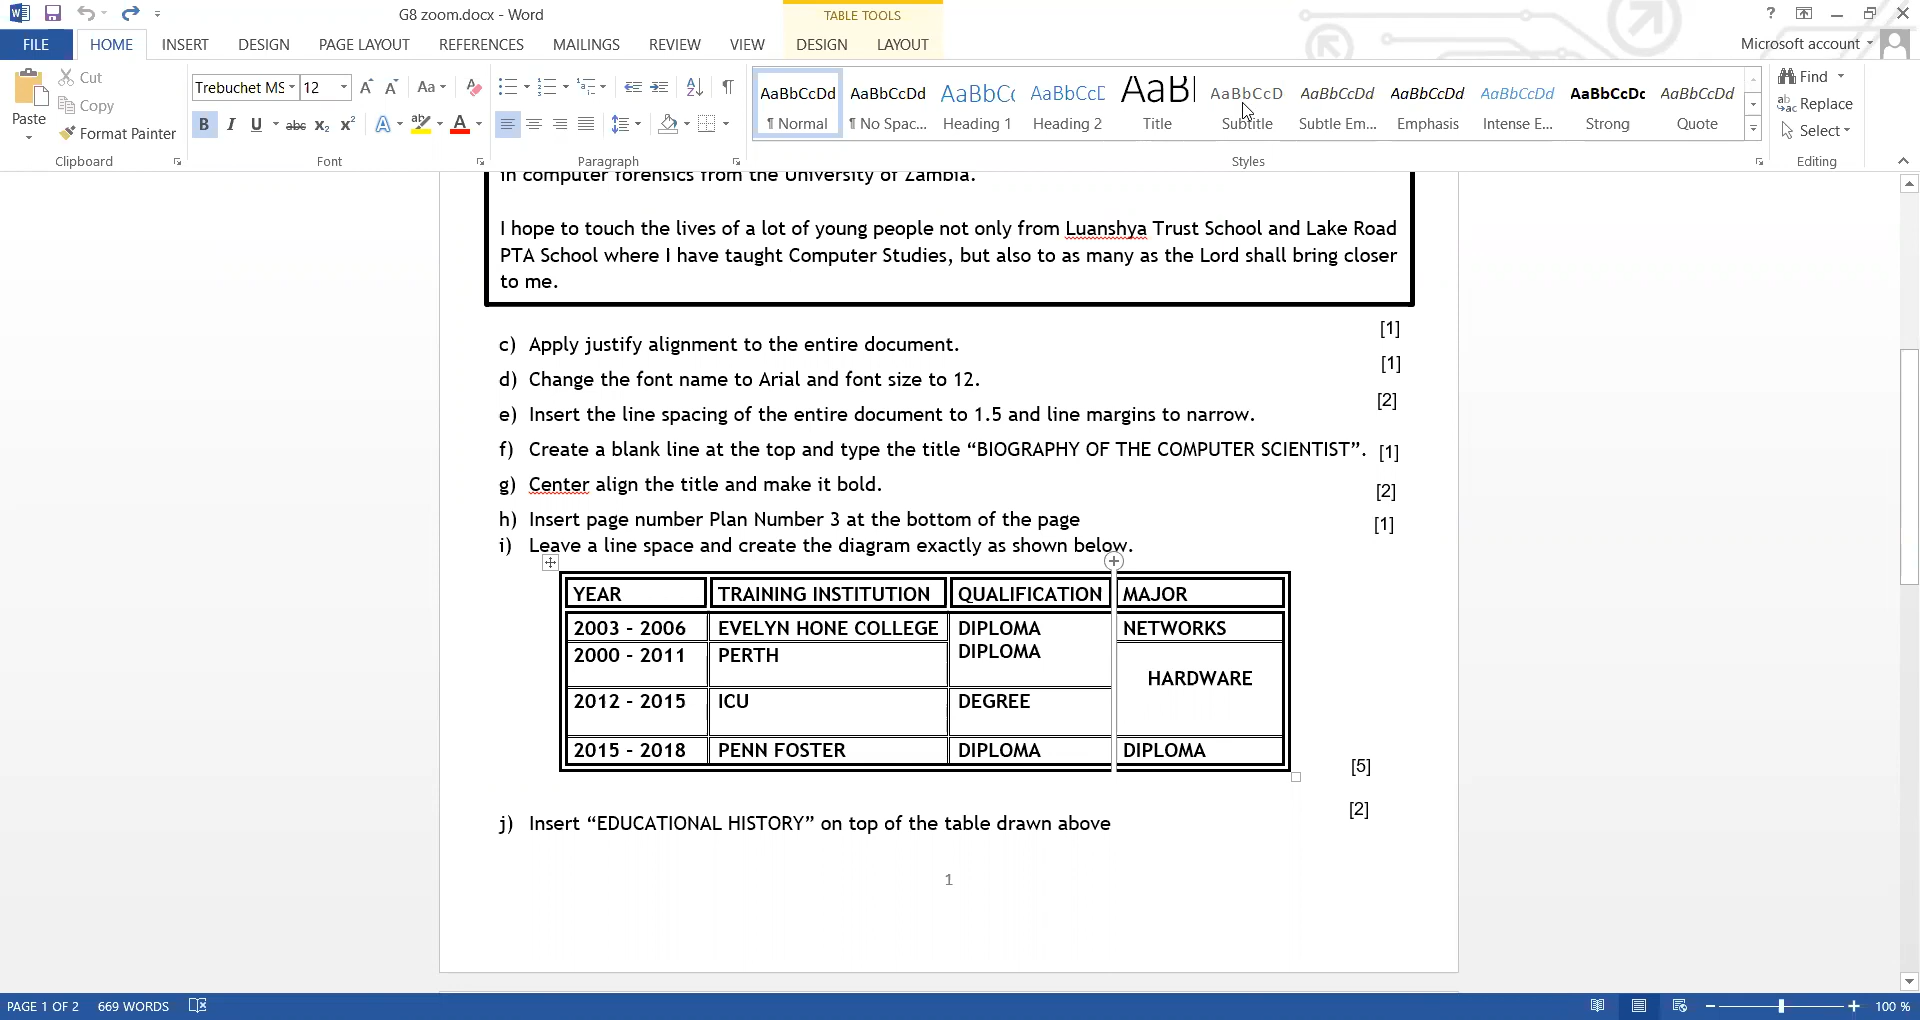 G8 zoom.docx - Word
TABLE TOOLS
FILE HOME INSERT DESIGN PAGE LAYOUT REFERENCES MAILINGS REVIEW VIEW DESIGN LAYOUT
Microsoft account
Paste
Cut
Copy
Format Painter
Clipboard
Trebuchet MS 12
Font
Paragraph
AaBbCcDd AaBbCcDd AaBbC AaBbCcD AaBl AaBbCcD AaBbCcDd AaBbCcDd AaBbCcDd AaBbCcDc AaBbCcDd
¶ Normal ¶ No Spac... Heading 1 Heading 2 Title Subtitle Subtle Em... Emphasis Intense E... Strong Quote
Styles
Find
Replace
Select
Editing
in computer forensics from the University of Zambia.
I hope to touch the lives of a lot of young people not only from Luanshya Trust School and Lake Road
PTA School where I have taught Computer Studies, but also to as many as the Lord shall bring closer
to me.
c) Apply justify alignment to the entire document. [1]
d) Change the font name to Arial and font size to 12. [1]
e) Insert the line spacing of the entire document to 1.5 and line margins to narrow. [2]
f) Create a blank line at the top and type the title “BIOGRAPHY OF THE COMPUTER SCIENTIST”. [1]
g) Center align the title and make it bold. [2]
h) Insert page number Plan Number 3 at the bottom of the page [1]
i) Leave a line space and create the diagram exactly as shown below.
YEAR TRAINING INSTITUTION QUALIFICATION MAJOR
2003 - 2006 EVELYN HONE COLLEGE DIPLOMA NETWORKS
2000 - 2011 PERTH DIPLOMA
HARDWARE
2012 - 2015 ICU DEGREE
2015 - 2018 PENN FOSTER DIPLOMA DIPLOMA
[5]
j) Insert “EDUCATIONAL HISTORY” on top of the table drawn above [2]
1
PAGE 1 OF 2 669 WORDS 100 %